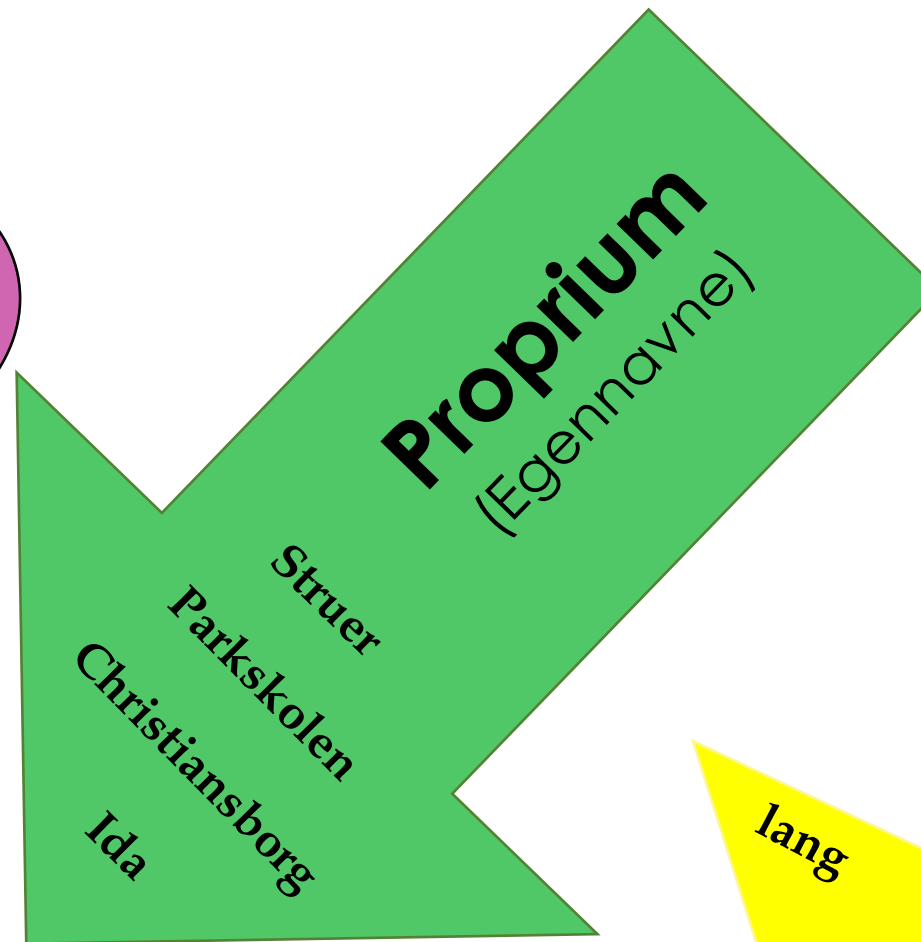 Proprium
(Egennavne)
Struer
Parkskolen
Christiansborg
Ida
lang